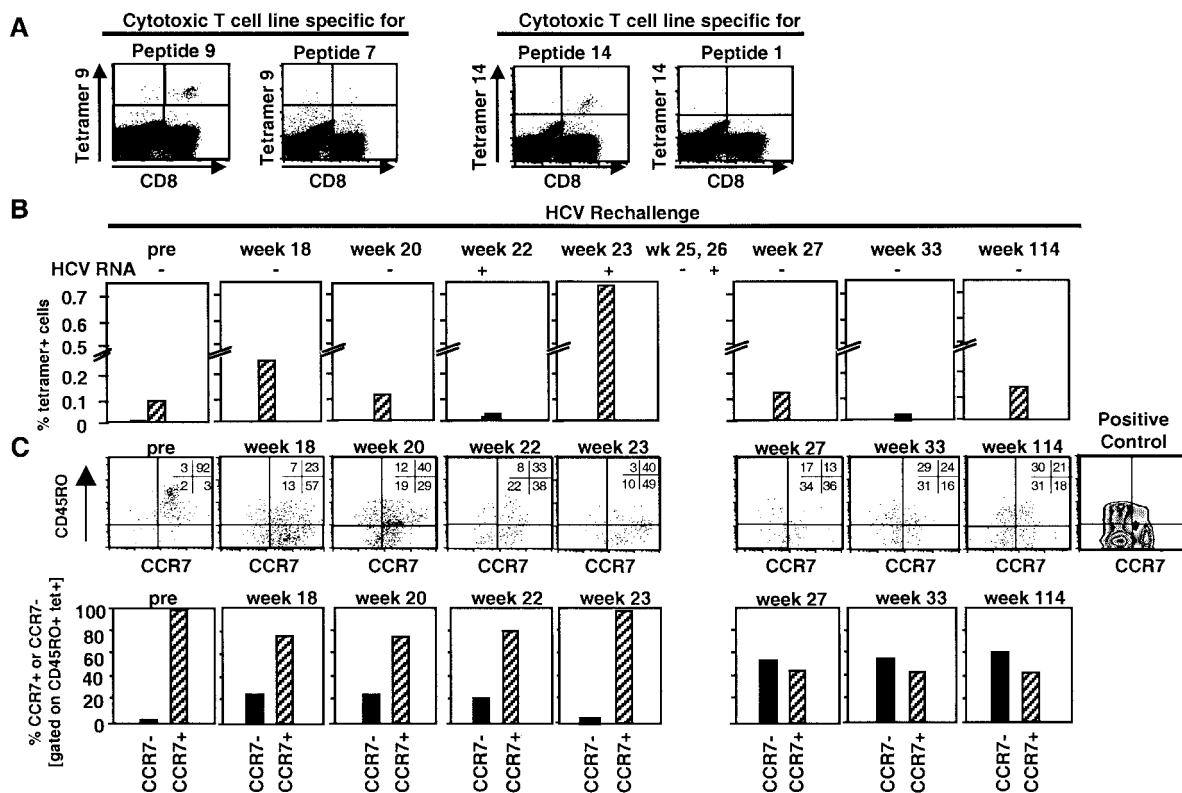 A
Cytotoxic T cell line specific for
Cytotoxic T cell line specific for
Peptide 9
Peptide 7
Peptide 14
Peptide 1
Tetramer 9
Tetramer 9
Tetramer 14
Tetramer 14
CD8
CD8
CD8
CD8
B
HCV Rechallenge
pre
week 18
week 20
week 22
week 23
wk 25, 26
week 27
week 33
week 114
HCV RNA
- - - + + - + - - -
% tetramer+ cells
0.7
0.6
0.5
0.2
0.1
0
C
pre
week 18
week 20
week 22
week 23
week 27
week 33
week 114
Positive
Control
CD45RO
3 92
2 3
7 23
13 57
12 40
19 29
8 33
22 38
3 40
10 49
17 13
34 36
29 24
31 16
30 21
31 18
CCR7
CCR7
CCR7
CCR7
CCR7
CCR7
CCR7
CCR7
CCR7
pre
week 18
week 20
week 22
week 23
week 27
week 33
week 114
% CCR7+ or CCR7-
[gated on CD45RO+ tet+]
100
80
60
40
20
0
CCR7-
CCR7+
CCR7-
CCR7+
CCR7-
CCR7+
CCR7-
CCR7+
CCR7-
CCR7+
CCR7-
CCR7+
CCR7-
CCR7+
CCR7-
CCR7+